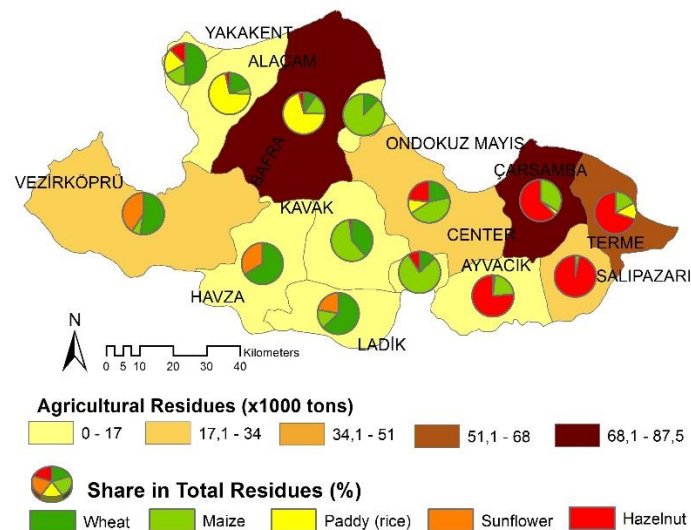 YAKAKENT
ALAÇAM
BAFRA
ONDOKUZ MAYIS
ÇARŞAMBA
VEZİRKÖPRÜ
KAVAK
CENTER
TERME
AYVACIK
SALIPAZARI
HAVZA
LADİK
N
Kilometers
0 5 10 20 30 40
Agricultural Residues (x1000 tons)
0 - 17 17,1 - 34 34,1 - 51 51,1 - 68 68,1 - 87,5
Share in Total Residues (%)
Wheat Maize Paddy (rice) Sunflower Hazelnut